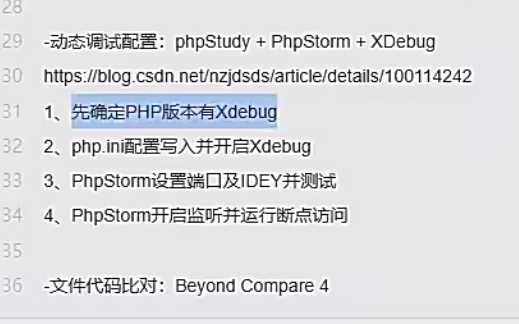 28
29 -动态调试配置：phpStudy + PhpStorm + XDebug
30 https://blog.csdn.net/nzjdsds/article/details/100114242
31 1、先确定PHP版本有Xdebug
32 2、php.ini配置写入并开启Xdebug
33 3、PhpStorm设置端口及IDEY并测试
34 4、PhpStorm开启监听并运行断点访问
35
36 -文件代码比对：Beyond Compare 4